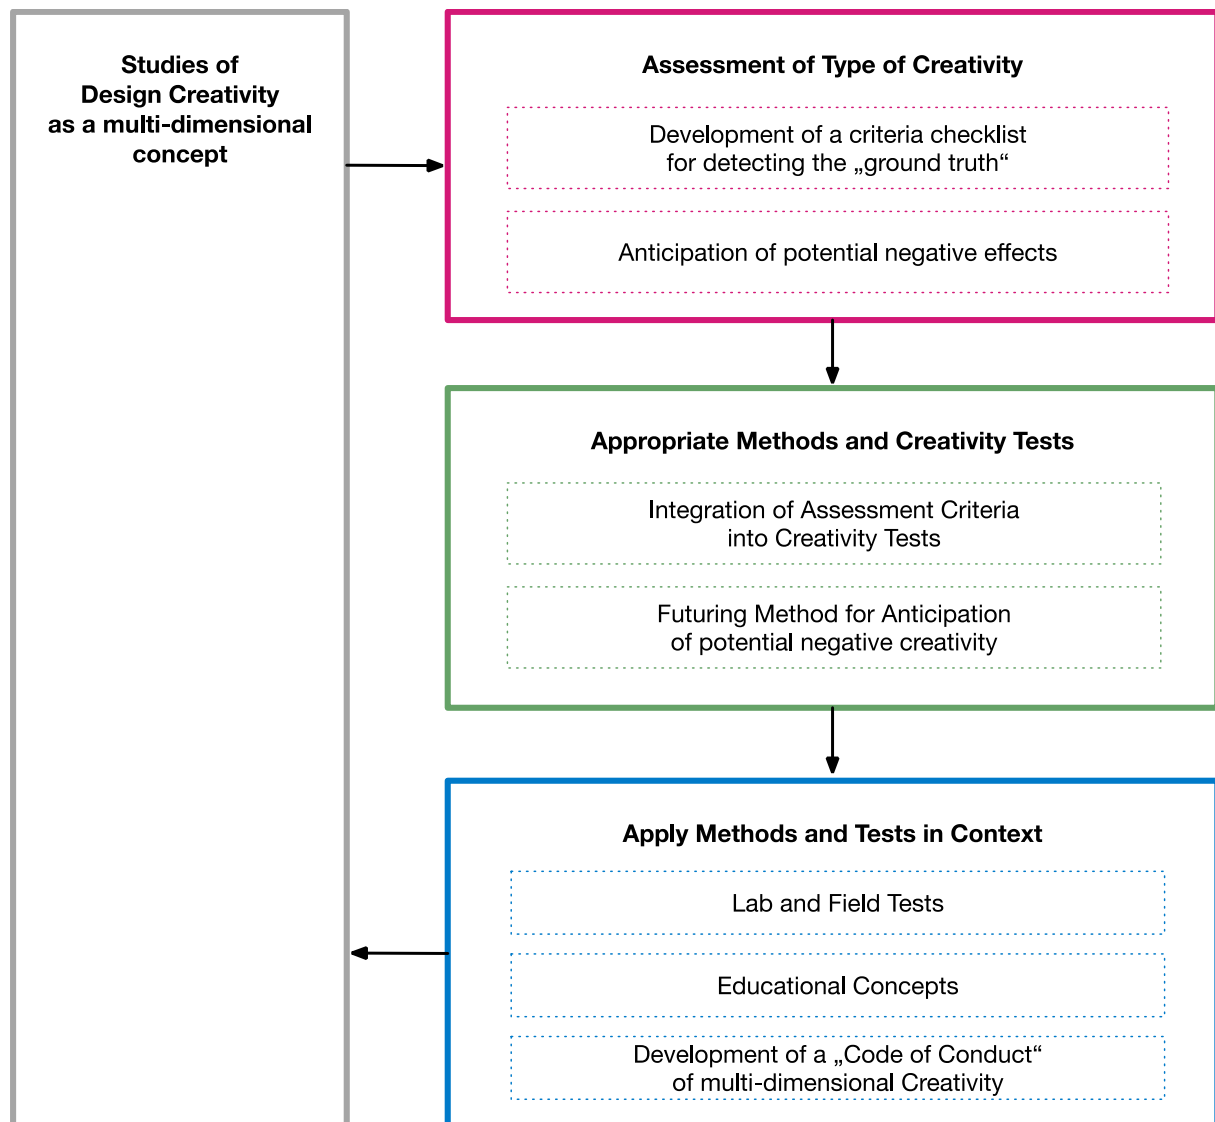 Studies of
Design Creativity
as a multi-dimensional
concept
Assessment of Type of Creativity
Development of a criteria checklist
for detecting the „ground truth“
Anticipation of potential negative effects
Appropriate Methods and Creativity Tests
Integration of Assessment Criteria
into Creativity Tests
Futuring Method for Anticipation
of potential negative creativity
Apply Methods and Tests in Context
Lab and Field Tests
Educational Concepts
Development of a „Code of Conduct“
of multi-dimensional Creativity